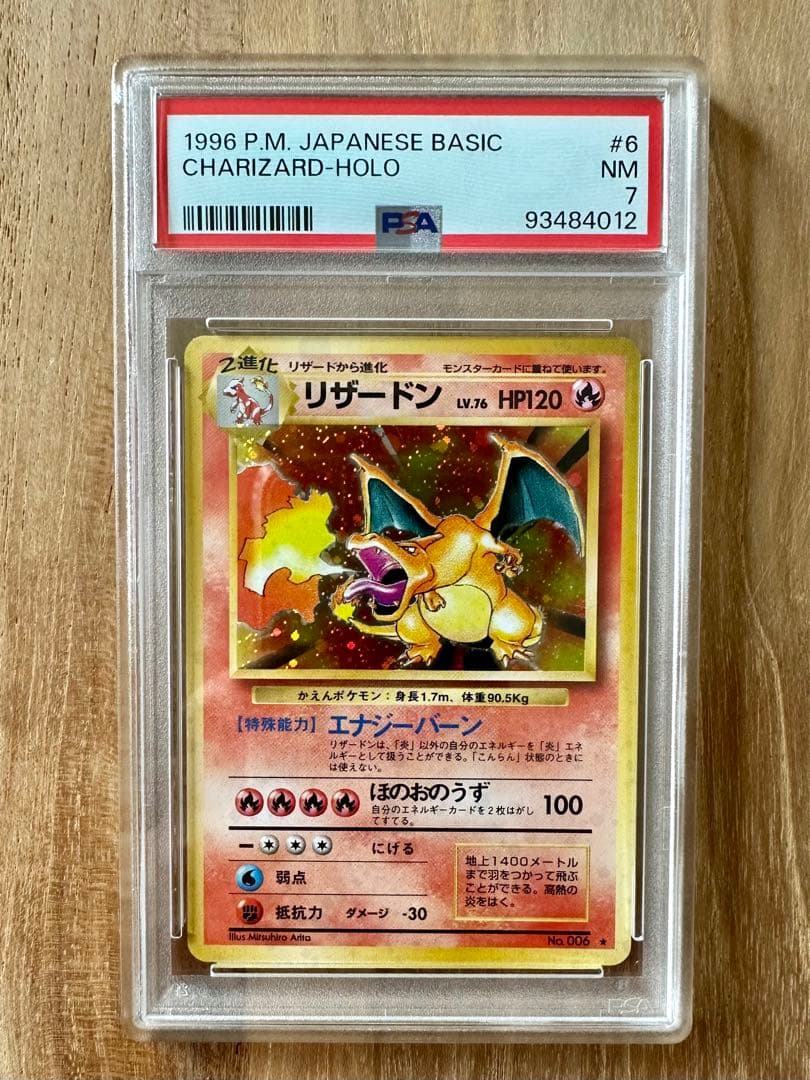 1996 P.M. JAPANESE BASIC #6
CHARIZARD-HOLO NM
7
PSA 93484012
2進化 リザードから進化 モンスターカードに重ねて使います。
リザードン LV.76 HP120
かえんポケモン：身長1.7m、体重90.5Kg
【特殊能力】エナジーバーン
リザードンは、「炎」以外の自分のエネルギーを「炎」エネ
ルギーとして扱うことができる。「こんらん」状態のときに
は使えない。
ほのおのうず 100
自分のエネルギーカードを2枚はがし
てすてる。
ー にげる
弱点
抵抗力 ダメージ -30
地上1400メートル
まで羽をつかって飛ぶ
ことができる。高熱の
炎をはく。
Illus.Mitsuhiro Arita No.006 ★
PSA